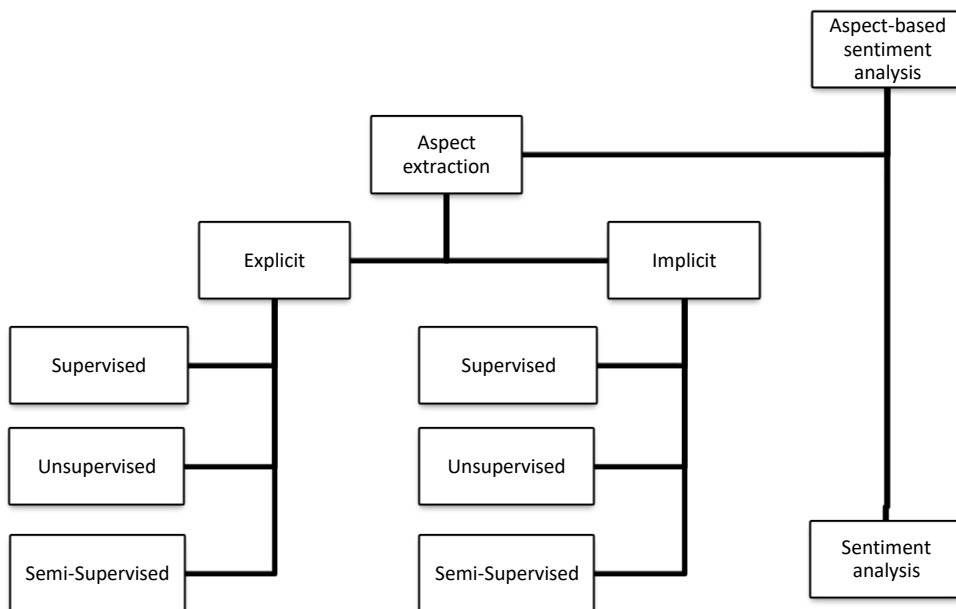 Aspect-based
sentiment
analysis
Aspect
extraction
Explicit
Implicit
Supervised
Supervised
Unsupervised
Unsupervised
Semi-Supervised
Semi-Supervised
Sentiment
analysis